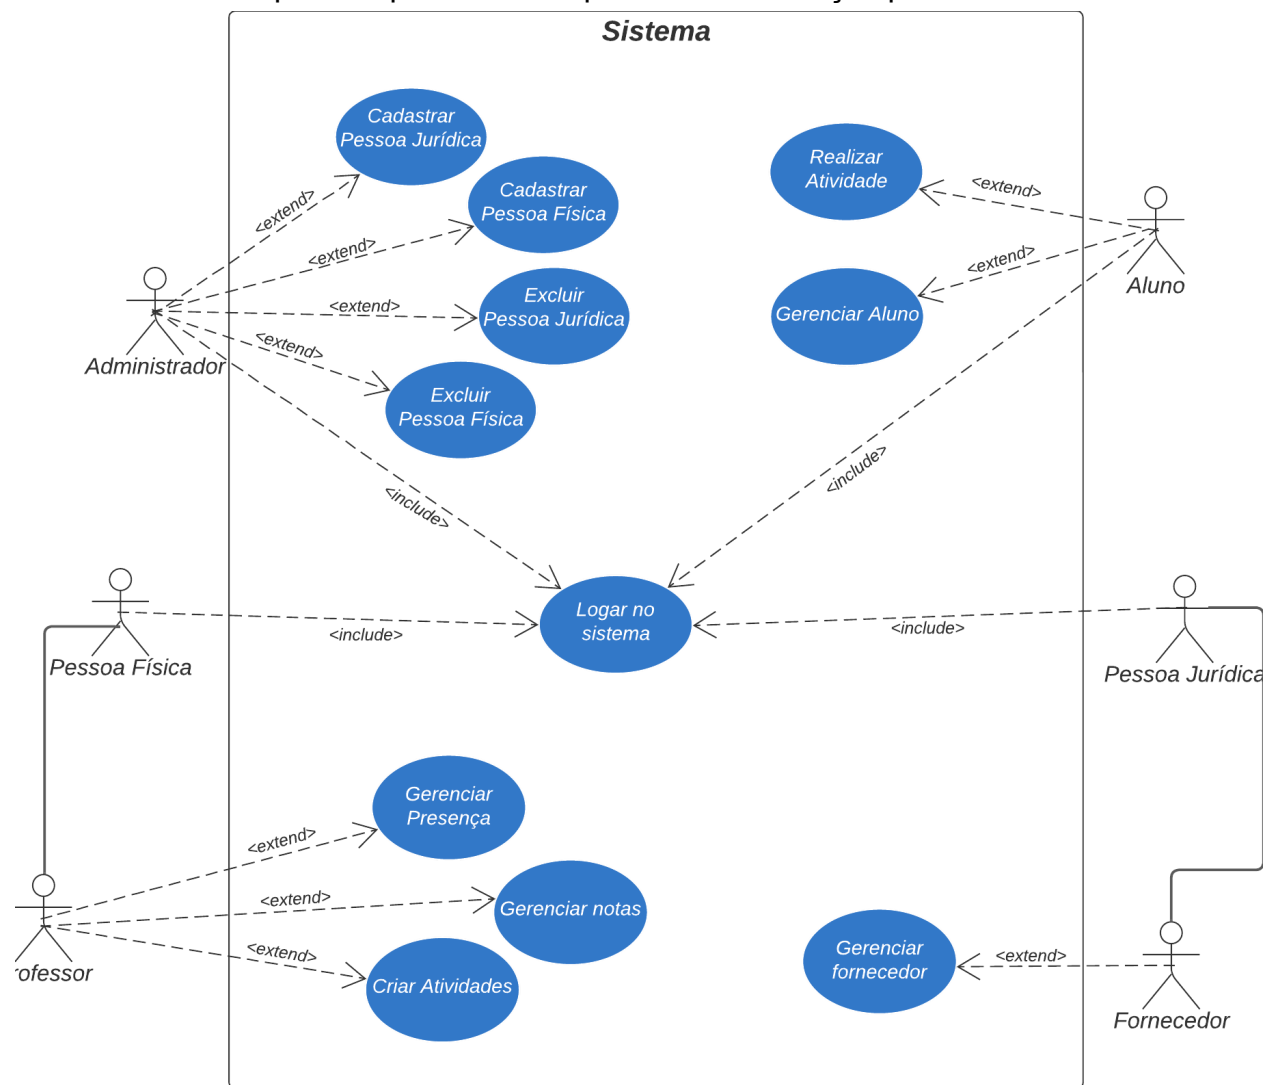 Sistema
Cadastrar
Pessoa Jurídica
Cadastrar
Pessoa Física
Excluir
Pessoa Jurídica
Excluir
Pessoa Física
<extend>
<extend>
<extend>
<extend>
<include>
Administrador
Realizar
Atividade
Gerenciar Aluno
<extend>
<extend>
<include>
Aluno
Logar no
sistema
<include>
<include>
Pessoa Física
Pessoa Jurídica
Gerenciar
Presença
Gerenciar notas
Criar Atividades
<extend>
<extend>
<extend>
rofessor
Gerenciar
fornecedor
<extend>
Fornecedor